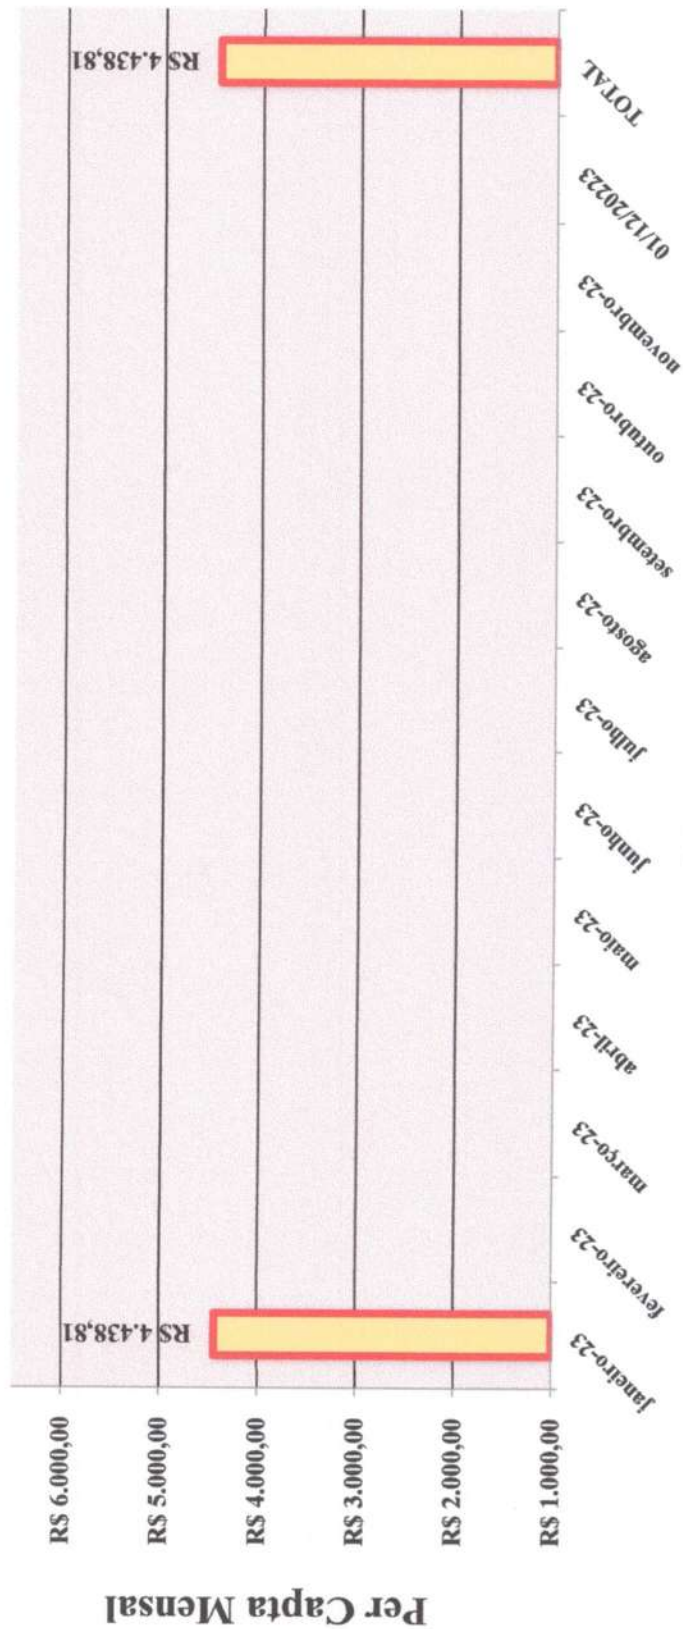 Per Capta Mensal
R$ 6.000,00
R$ 5.000,00
R$ 4.000,00
R$ 3.000,00
R$ 2.000,00
R$ 1.000,00
R$ 4.438,81
R$ 4.438,81
janeiro-23
fevereiro-23
março-23
abril-23
maio-23
junho-23
julho-23
agosto-23
setembro-23
outubro-23
novembro-23
01/12/20223
TOTAL